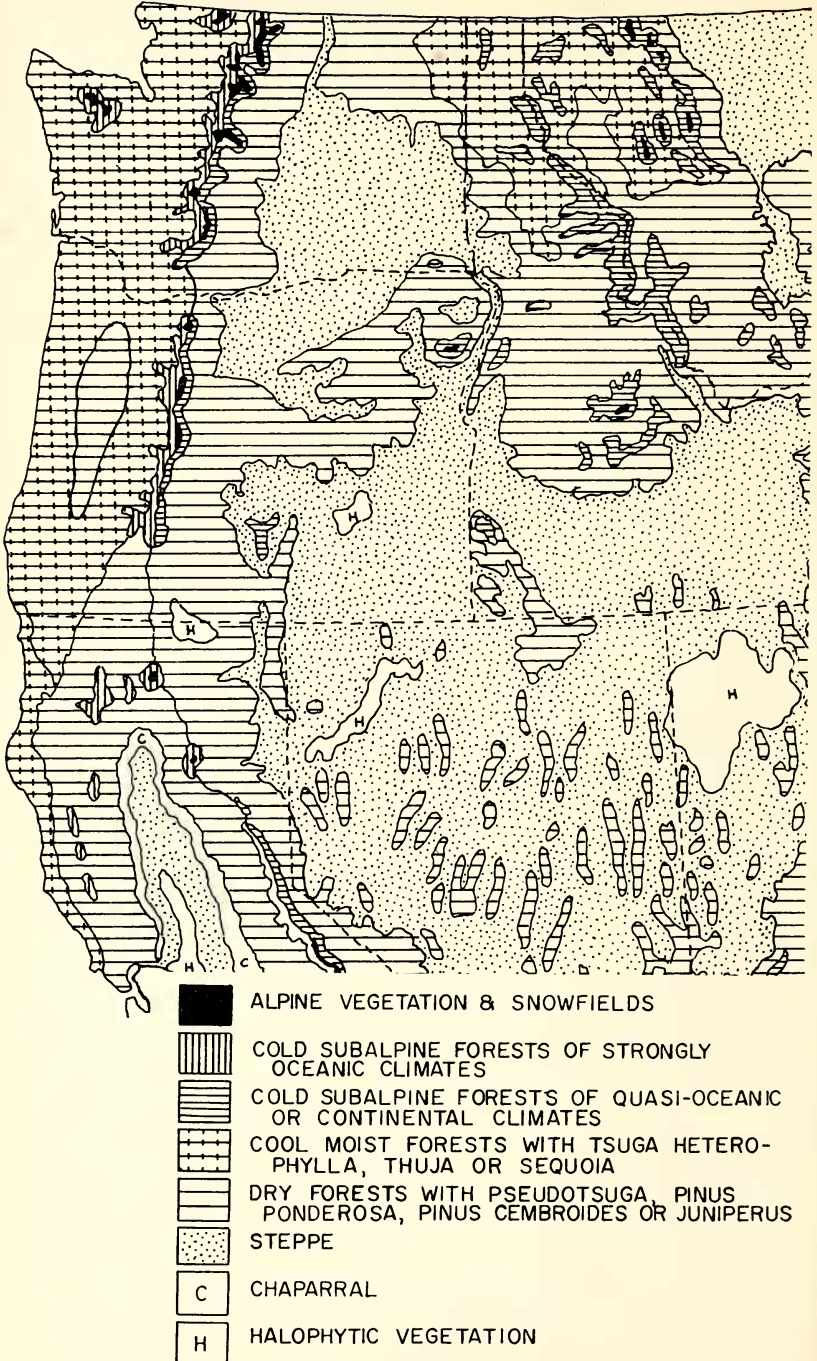 H
H
H
H
C
H
C
ALPINE VEGETATION & SNOWFIELDS
COLD SUBALPINE FORESTS OF STRONGLY
OCEANIC CLIMATES
COLD SUBALPINE FORESTS OF QUASI-OCEANIC
OR CONTINENTAL CLIMATES
COOL MOIST FORESTS WITH TSUGA HETERO-
PHYLLA, THUJA OR SEQUOIA
DRY FORESTS WITH PSEUDOTSUGA, PINUS
PONDEROSA, PINUS CEMBROIDES OR JUNIPERUS
STEPPE
C CHAPARRAL
H HALOPHYTIC VEGETATION